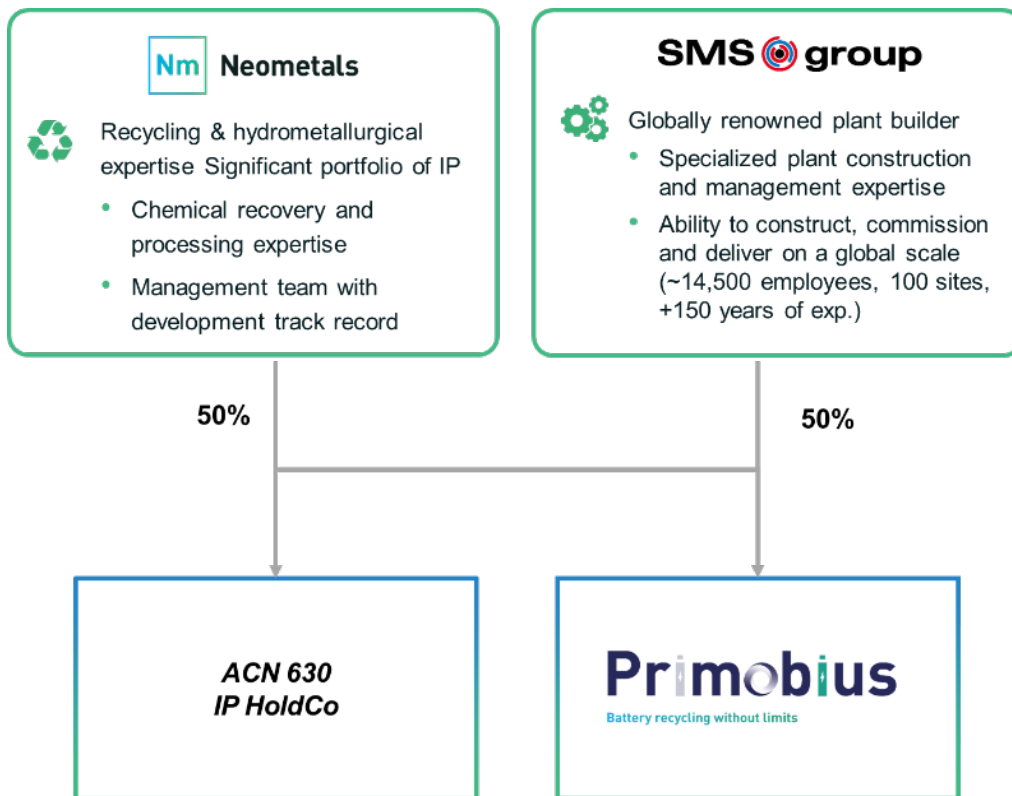 Nm Neometals
Recycling & hydrometallurgical
expertise Significant portfolio of IP
• Chemical recovery and
processing expertise
• Management team with
development track record
SMS group
Globally renowned plant builder
• Specialized plant construction
and management expertise
• Ability to construct, commission
and deliver on a global scale
(~14,500 employees, 100 sites,
+150 years of exp.)
50%
50%
ACN 630
IP HoldCo
Primobius
Battery recycling without limits